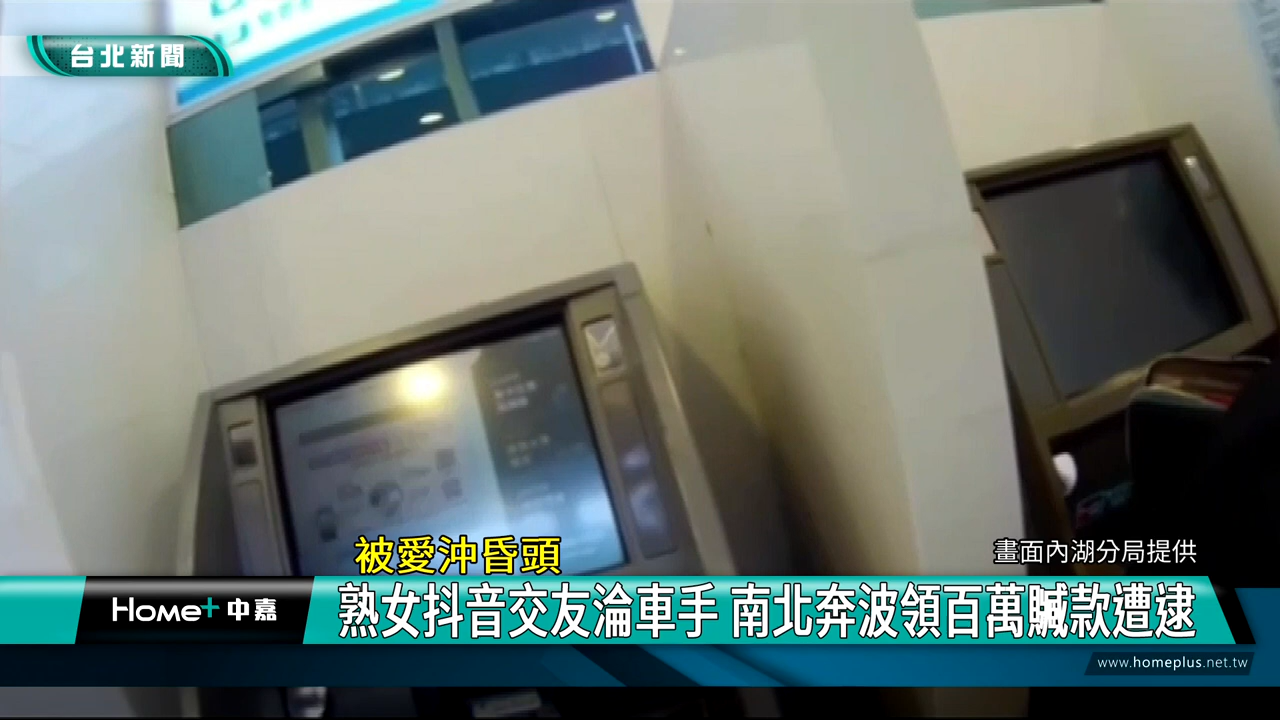 台北新聞
被愛沖昏頭
畫面內湖分局提供
Home+中嘉
熟女抖音交友淪車手 南北奔波領百萬贓款遭逮
www.homeplus.net.tw